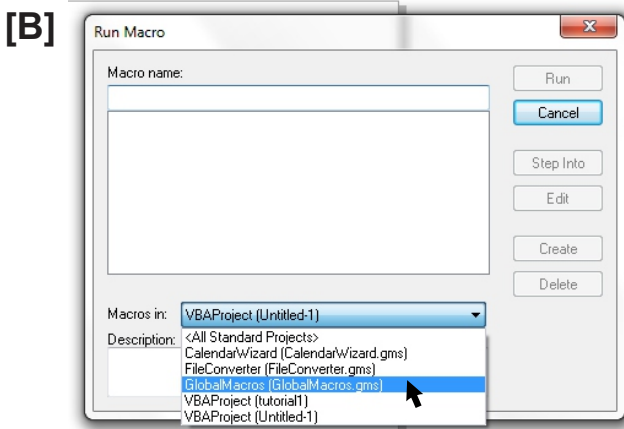 [B]
Run Macro
Macro name:
Run
Cancel
Step Into
Edit
Create
Delete
Macros in: VBAProject (Untitled-1)
Description:
<All Standard Projects>
CalendarWizard (CalendarWizard.gms)
FileConverter (FileConverter.gms)
GlobalMacros (GlobalMacros.gms)
VBAProject (tutorial1)
VBAProject (Untitled-1)